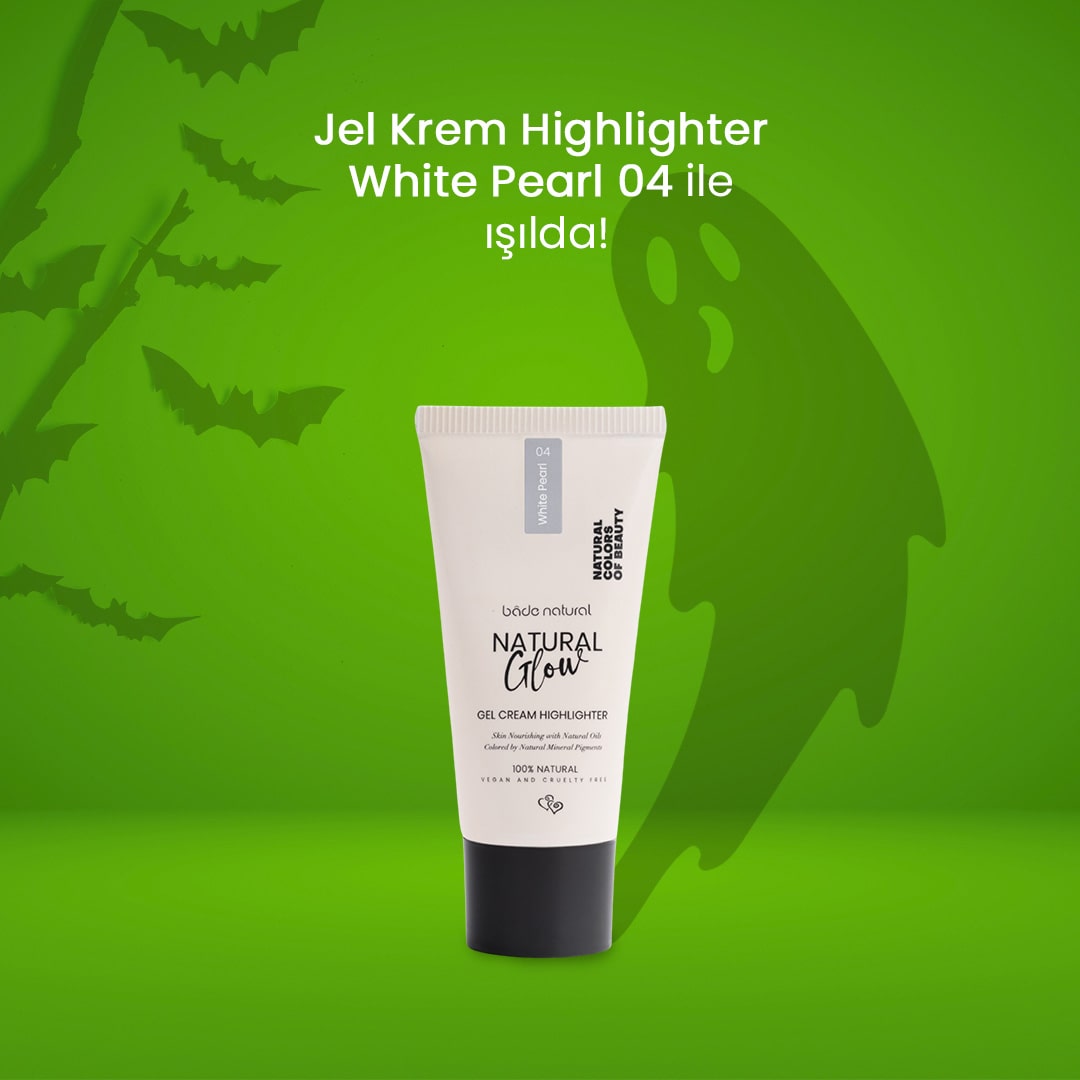 Jel Krem Highlighter
White Pearl 04 ile
ışılda!
04
White Pearl
NATURAL
COLORS
OF BEAUTY
bâde natural
NATURAL
Glow
GEL CREAM HIGHLIGHTER
Skin Nourishing with Natural Oils
Colored by Natural Mineral Pigments
100% NATURAL
VEGAN AND CRUELTY FREE